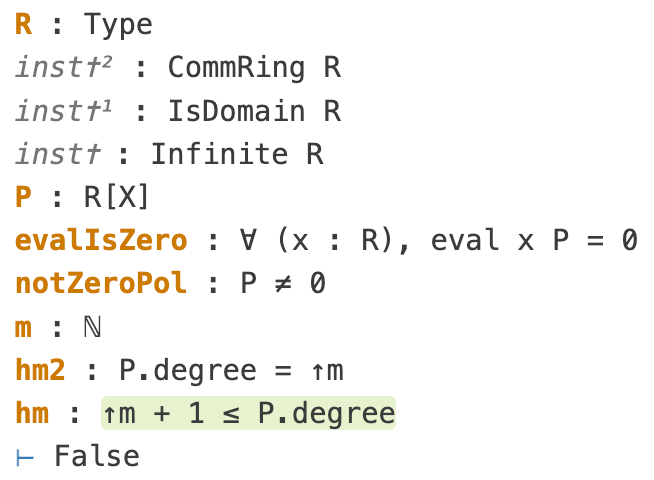 R : Type
inst✝² : CommRing R
inst✝¹ : IsDomain R
inst✝ : Infinite R
P : R[X]
evalIsZero : ∀ (x : R), eval x P = 0
notZeroPol : P ≠ 0
m : ℕ
hm2 : P.degree = ↑m
hm : ↑m + 1 ≤ P.degree
⊢ False